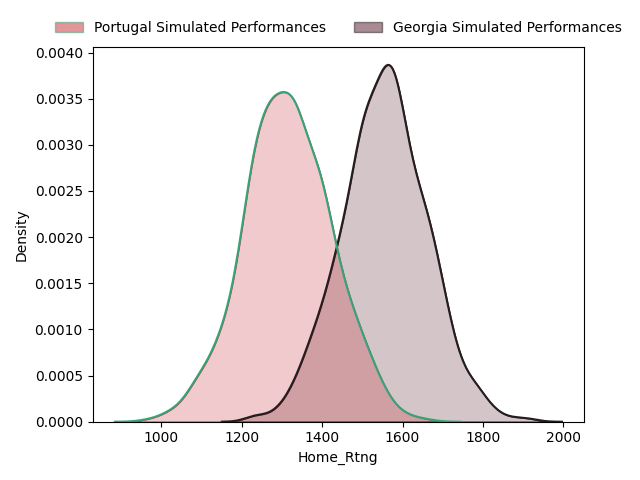 Portugal Simulated Performances Georgia Simulated Performances
0.0040
0.0035
0.0030
0.0025
0.0020
0.0015
0.0010
0.0005
0.0000
Density
1000 1200 1400 1600 1800 2000
Home_Rtng